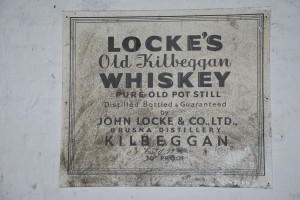 LOCKE'S
Old Kilbeggan
WHISKEY
PURE OLD POT STILL
Distilled Bottled & Guaranteed
by
JOHN LOCKE & CO., LTD.,
BRUSNA DISTILLERY,
KILBEGGAN
30° PROOF